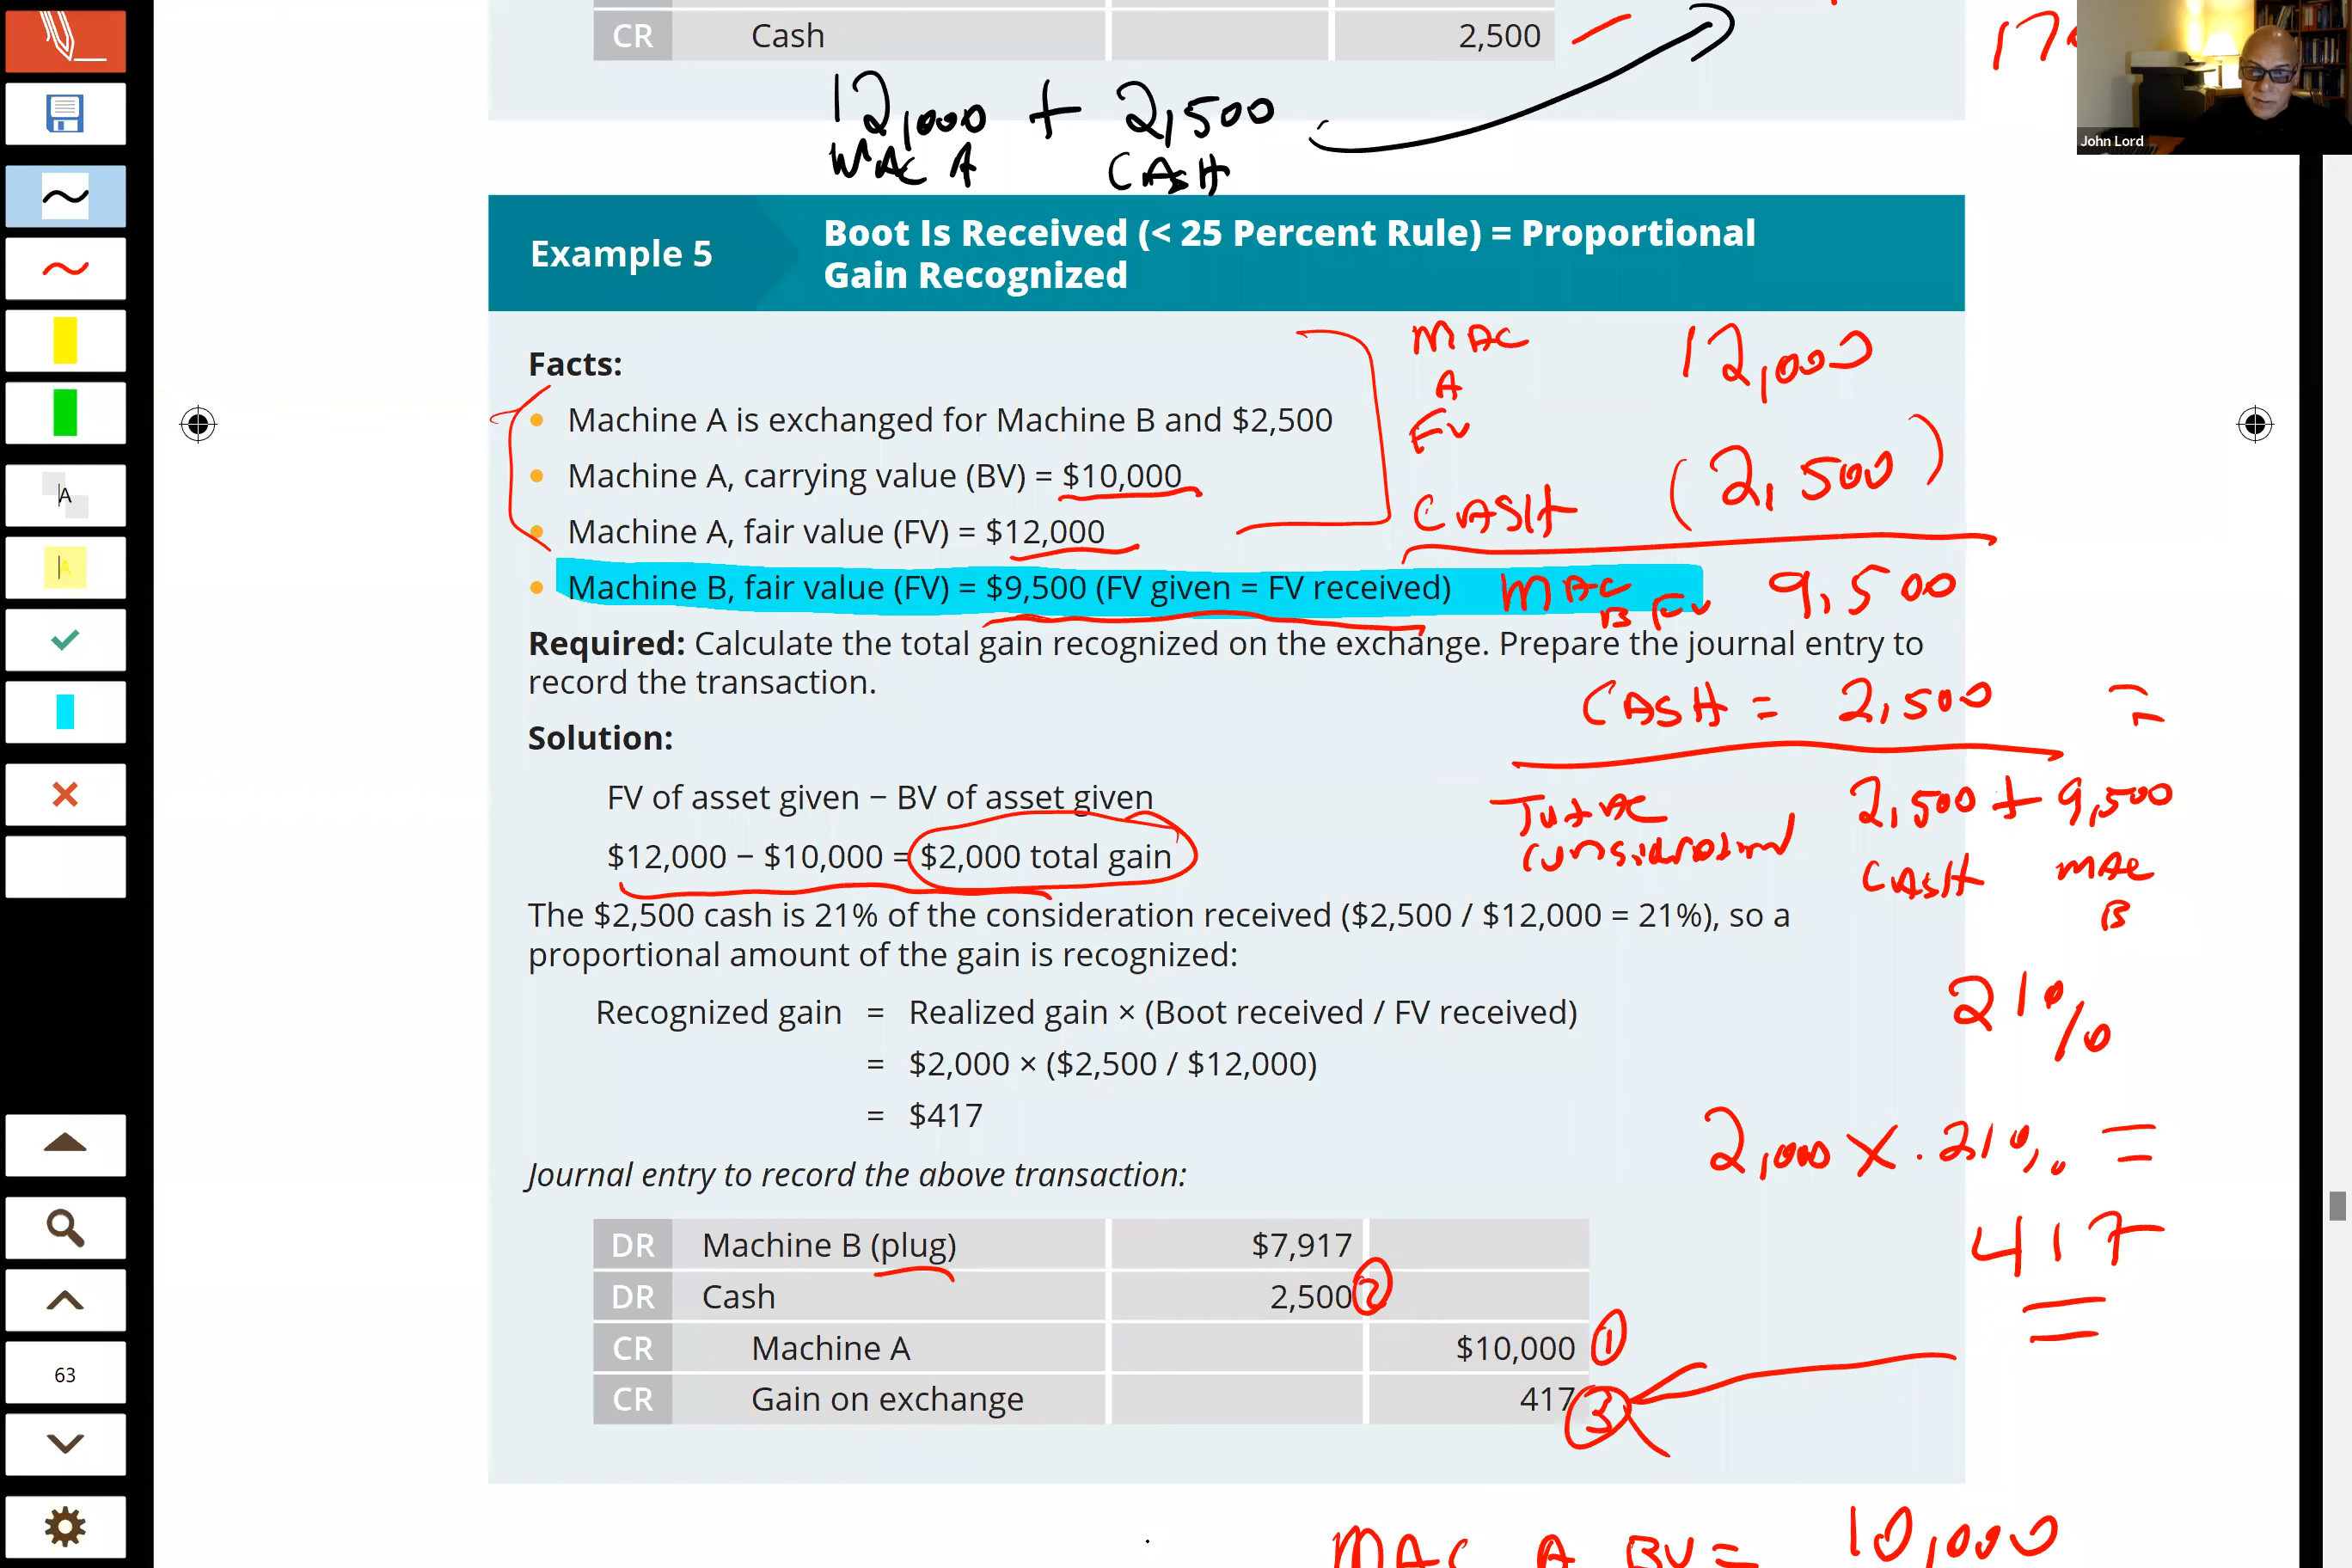 CR Cash 2,500
17
12,000 + 2,500
MAC A CASH
John Lord
Example 5
Boot Is Received (< 25 Percent Rule) = Proportional
Gain Recognized
Facts:
MAC 12,000
A
• Machine A is exchanged for Machine B and $2,500
FV
• Machine A, carrying value (BV) = $10,000
CASH (2,500)
• Machine A, fair value (FV) = $12,000
• Machine B, fair value (FV) = $9,500 (FV given = FV received)
MAC B FV 9,500
Required: Calculate the total gain recognized on the exchange. Prepare the journal entry to
record the transaction.
CASH = 2,500 =
Solution:
FV of asset given − BV of asset given
Total 2,500 + 9,500
consideration
$12,000 − $10,000 = $2,000 total gain
CASH MAC
B
The $2,500 cash is 21% of the consideration received ($2,500 / $12,000 = 21%), so a
proportional amount of the gain is recognized:
21%
Recognized gain = Realized gain × (Boot received / FV received)
= $2,000 × ($2,500 / $12,000)
= $417
2,000 X .21% =
Journal entry to record the above transaction:
417
DR Machine B (plug) $7,917
DR Cash 2,500 2
CR Machine A $10,000 1
CR Gain on exchange 417 3
63
A
A
MAC A BV = 10,000